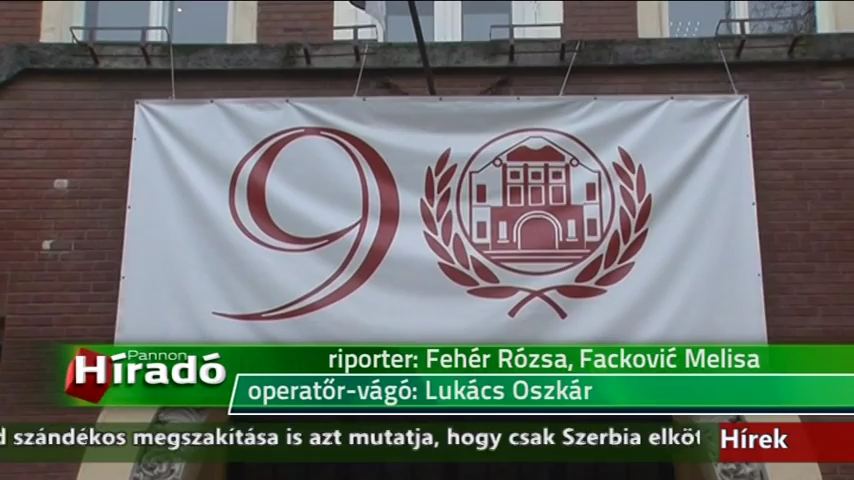 90
riporter: Fehér Rózsa, Facković Melisa
Pannon
Híradó
operatőr-vágó: Lukács Oszkár
szándékos megszakítása is azt mutatja, hogy csak Szerbia
Hírek